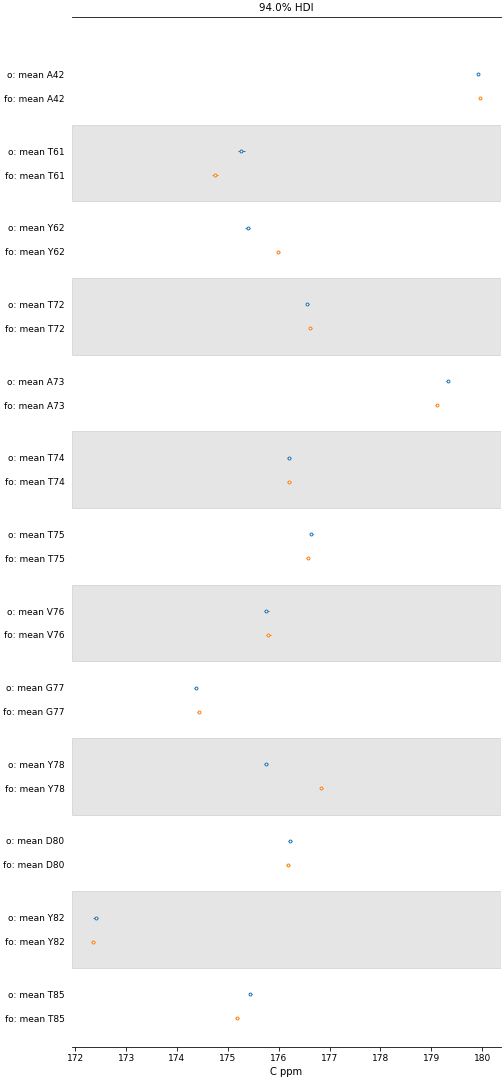 94.0% HDI
o: mean A42
fo: mean A42
o: mean T61
fo: mean T61
o: mean Y62
fo: mean Y62
o: mean T72
fo: mean T72
o: mean A73
fo: mean A73
o: mean T74
fo: mean T74
o: mean T75
fo: mean T75
o: mean V76
fo: mean V76
o: mean G77
fo: mean G77
o: mean Y78
fo: mean Y78
o: mean D80
fo: mean D80
o: mean Y82
fo: mean Y82
o: mean T85
fo: mean T85
172 173 174 175 176 177 178 179 180
C ppm